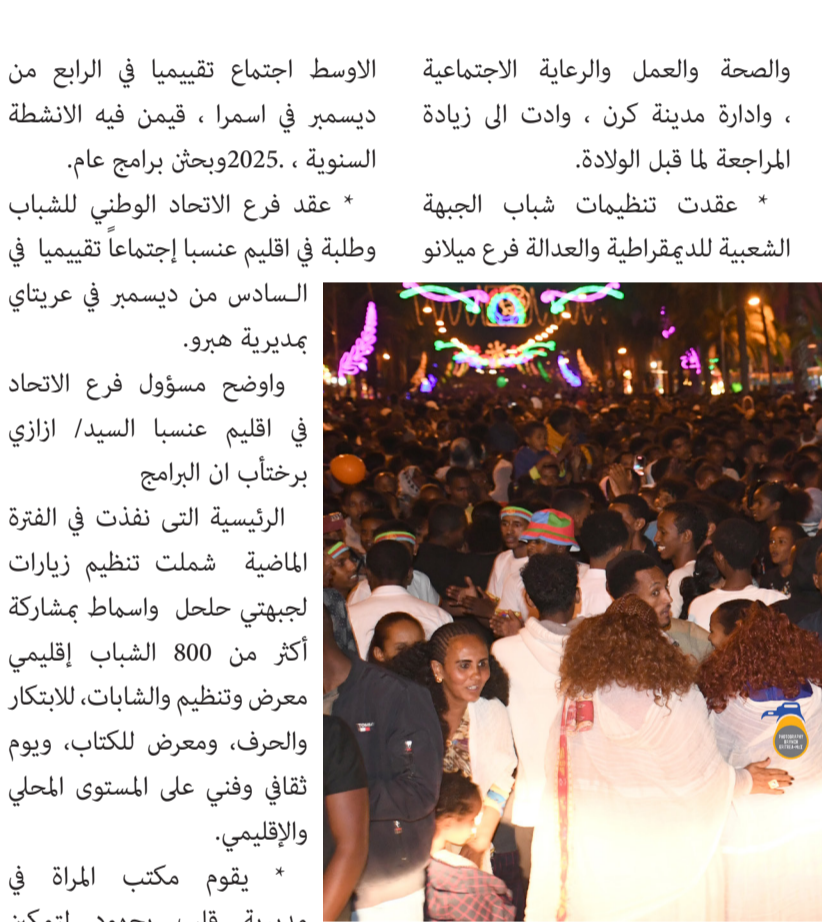 والصحة والعمل والرعاية الاجتماعية
، وادارة مدينة كرن ، وادت الى زيادة
المراجعة لما قبل الولادة.
* عقدت تنظيمات شباب الجبهة
الشعبية للديمقراطية والعدالة فرع ميلانو
الاوسط اجتماع تقييميا في الرابع من
ديسمبر في اسمرا ، قيمن فيه الانشطة
السنوية ، .2025وبحثن برامج عام.
* عقد فرع الاتحاد الوطني للشباب
وطلبة في اقليم عنسبا إجتماعاً تقييميا في
السادس من ديسمبر في عريتاي
بمديرية هبرو.
واوضح مسؤول فرع الاتحاد
في اقليم عنسبا السيد/ ازازي
برختأب ان البرامج
الرئيسية التى نفذت في الفترة
الماضية شملت تنظيم زيارات
لجبهتي حلحل واسماط بمشاركة
أكثر من 800 الشباب إقليمي
معرض وتنظيم والشابات، للابتكار
والحرف، ومعرض للكتاب، ويوم
ثقافي وفني على المستوى المحلي
والإقليمي.
* يقوم مكتب المراة في